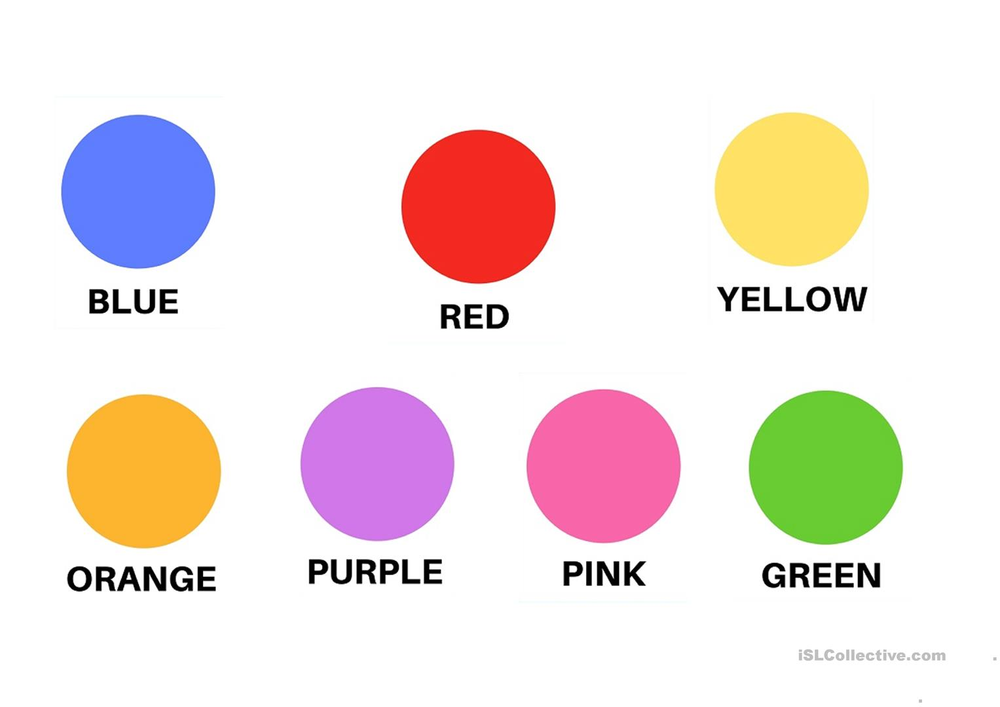 BLUE
RED
YELLOW
ORANGE
PURPLE
PINK
GREEN
iSLCollective.com